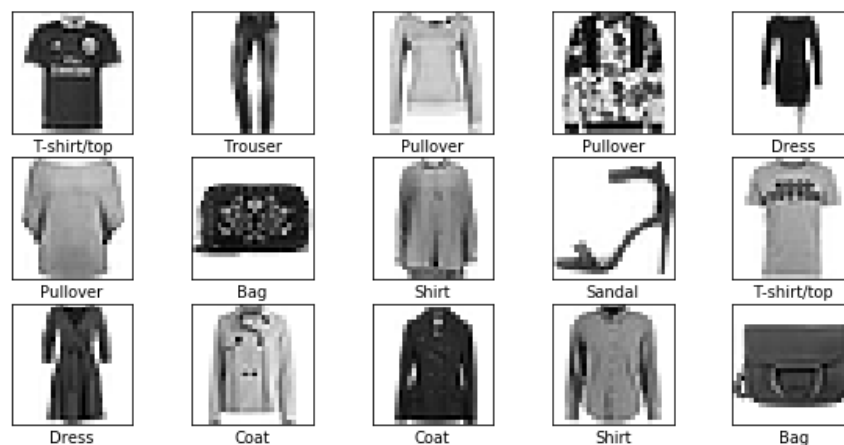 T-shirt/top Trouser Pullover Pullover Dress
Pullover Bag Shirt Sandal T-shirt/top
Dress Coat Coat Shirt Bag